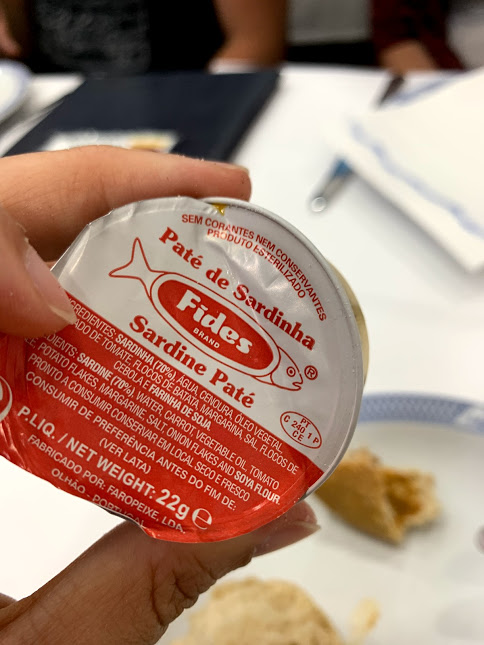 SEM CORANTES NEM CONSERVANTES
PRODUTO ESTERILIZADO
Paté de Sardinha
Fides
BRAND
®
Sardine Paté
PT
C 240 1 P
CE
INGREDIENTES: SARDINHA (70%), ÁGUA, CENOURA, ÓLEO VEGETAL,
DE TOMATE, FLOCOS DE BATATA, MARGARINA, SAL, FLOCOS DE
CEBOLA E FARINHA DE SOJA.
SARDINE (70%), WATER, CARROT, VEGETABLE OIL, TOMATO
POTATO FLAKES, MARGARINE, SALT, ONION FLAKES AND SOYA FLOUR.
PRONTO A CONSUMIR. CONSERVAR EM LOCAL SECO E FRESCO
CONSUMIR DE PREFERÊNCIA ANTES DO FIM DE:
(VER LATA)
P.LIQ. / NET WEIGHT: 22g e
FABRICADO POR: FAROPEIXE, LDA
OLHÃO - PORTUGAL